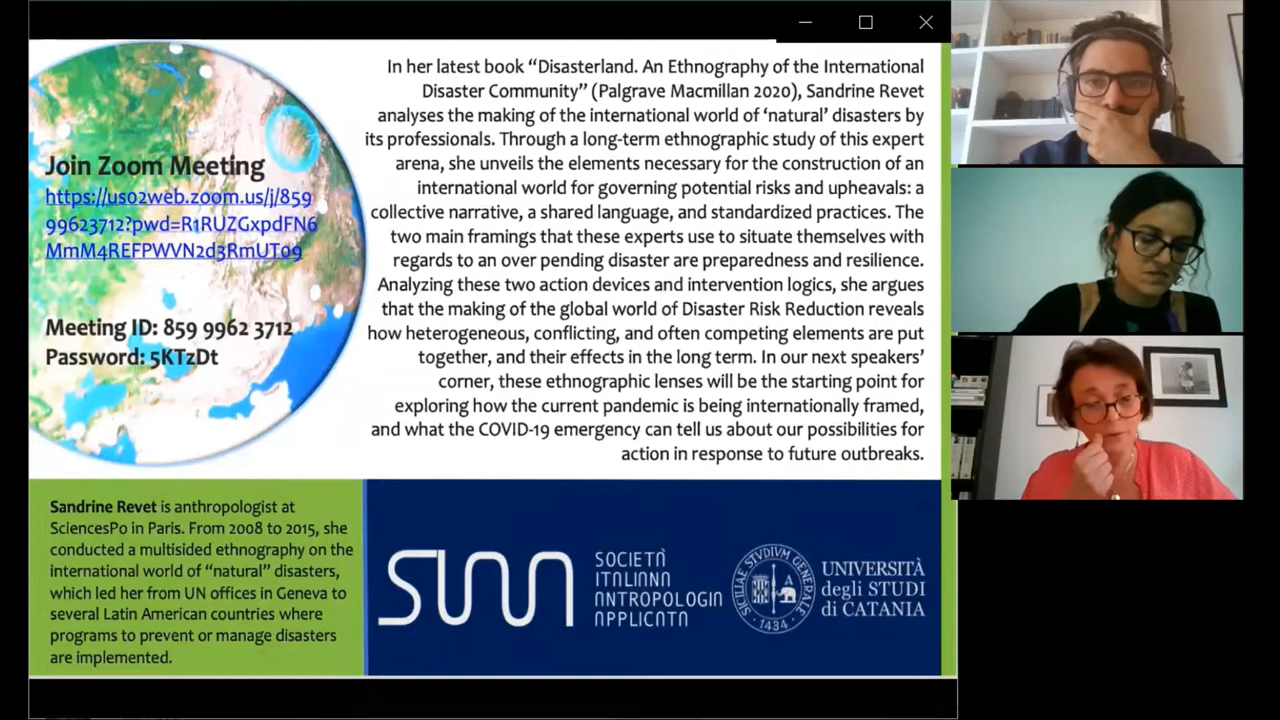 Join Zoom Meeting
https://us02web.zoom.us/j/859
99623712?pwd=R1RUZGxpdFN6
MmM4REFPWVN2d3RmUT09
Meeting ID: 859 9962 3712
Password: 5KTzDt
In her latest book “Disasterland. An Ethnography of the International
Disaster Community” (Palgrave Macmillan 2020), Sandrine Revet
analyses the making of the international world of ‘natural’ disasters by
its professionals. Through a long-term ethnographic study of this expert
arena, she unveils the elements necessary for the construction of an
international world for governing potential risks and upheavals: a
collective narrative, a shared language, and standardized practices. The
two main framings that these experts use to situate themselves with
regards to an over pending disaster are preparedness and resilience.
Analyzing these two action devices and intervention logics, she argues
that the making of the global world of Disaster Risk Reduction reveals
how heterogeneous, conflicting, and often competing elements are put
together, and their effects in the long term. In our next speakers’
corner, these ethnographic lenses will be the starting point for
exploring how the current pandemic is being internationally framed,
and what the COVID-19 emergency can tell us about our possibilities for
action in response to future outbreaks.
Sandrine Revet is anthropologist at
SciencesPo in Paris. From 2008 to 2015, she
conducted a multisided ethnography on the
international world of “natural” disasters,
which led her from UN offices in Geneva to
several Latin American countries where
programs to prevent or manage disasters
are implemented.
SIAA
SOCIETÀ
ITALIANA
ANTROPOLOGIA
APPLICATA
SICILIAE STVDIVM GENERALE
1434
UNIVERSITÀ
degli STUDI
di CATANIA